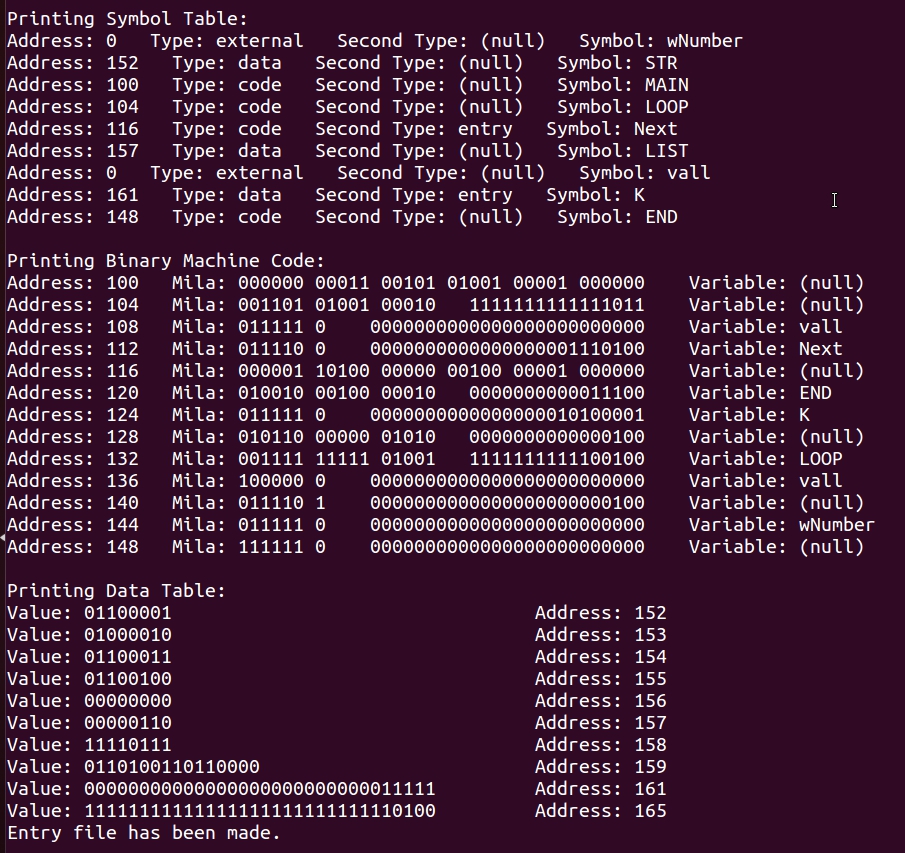 Printing Symbol Table:
Address: 0   Type: external   Second Type: (null)   Symbol: wNumber
Address: 152   Type: data   Second Type: (null)   Symbol: STR
Address: 100   Type: code   Second Type: (null)   Symbol: MAIN
Address: 104   Type: code   Second Type: (null)   Symbol: LOOP
Address: 116   Type: code   Second Type: entry   Symbol: Next
Address: 157   Type: data   Second Type: (null)   Symbol: LIST
Address: 0   Type: external   Second Type: (null)   Symbol: vall
Address: 161   Type: data   Second Type: entry   Symbol: K
Address: 148   Type: code   Second Type: (null)   Symbol: END
Printing Binary Machine Code:
Address: 100   Mila: 000000 00011 00101 01001 00001 000000    Variable: (null)
Address: 104   Mila: 001101 01001 00010   1111111111111011    Variable: (null)
Address: 108   Mila: 011111 0    0000000000000000000000000    Variable: vall
Address: 112   Mila: 011110 0    0000000000000000001110100    Variable: Next
Address: 116   Mila: 000001 10100 00000 00100 00001 000000    Variable: (null)
Address: 120   Mila: 010010 00100 00010   0000000000011100    Variable: END
Address: 124   Mila: 011111 0    0000000000000000010100001    Variable: K
Address: 128   Mila: 010110 00000 01010   0000000000000100    Variable: (null)
Address: 132   Mila: 001111 11111 01001   1111111111100100    Variable: LOOP
Address: 136   Mila: 100000 0    0000000000000000000000000    Variable: vall
Address: 140   Mila: 011110 1    0000000000000000000000100    Variable: (null)
Address: 144   Mila: 011111 0    0000000000000000000000000    Variable: wNumber
Address: 148   Mila: 111111 0    0000000000000000000000000    Variable: (null)
Printing Data Table:
Value: 01100001                                 Address: 152
Value: 01000010                                 Address: 153
Value: 01100011                                 Address: 154
Value: 01100100                                 Address: 155
Value: 00000000                                 Address: 156
Value: 00000110                                 Address: 157
Value: 11110111                                 Address: 158
Value: 0110100110110000                         Address: 159
Value: 00000000000000000000000000011111         Address: 161
Value: 11111111111111111111111111110100         Address: 165
Entry file has been made.